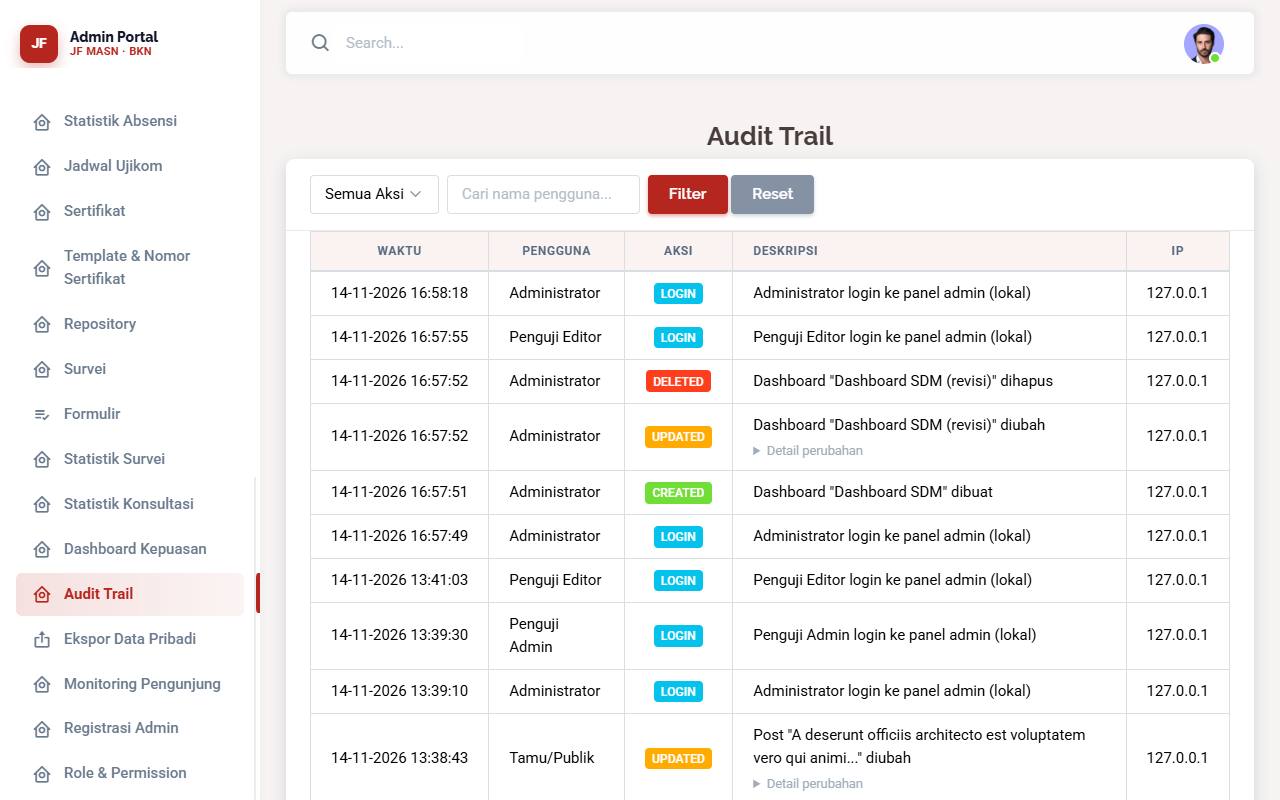 JF
Admin Portal
JF MASN · BKN
Statistik Absensi
Jadwal Ujikom
Sertifikat
Template & Nomor
Sertifikat
Repository
Survei
Formulir
Statistik Survei
Statistik Konsultasi
Dashboard Kepuasan
Audit Trail
Ekspor Data Pribadi
Monitoring Pengunjung
Registrasi Admin
Role & Permission
Search...
Audit Trail
Semua Aksi Cari nama pengguna... Filter Reset
WAKTU PENGGUNA AKSI DESKRIPSI IP
14-11-2026 16:58:18 Administrator LOGIN Administrator login ke panel admin (lokal) 127.0.0.1
14-11-2026 16:57:55 Penguji Editor LOGIN Penguji Editor login ke panel admin (lokal) 127.0.0.1
14-11-2026 16:57:52 Administrator DELETED Dashboard "Dashboard SDM (revisi)" dihapus 127.0.0.1
14-11-2026 16:57:52 Administrator UPDATED Dashboard "Dashboard SDM (revisi)" diubah 127.0.0.1
Detail perubahan
14-11-2026 16:57:51 Administrator CREATED Dashboard "Dashboard SDM" dibuat 127.0.0.1
14-11-2026 16:57:49 Administrator LOGIN Administrator login ke panel admin (lokal) 127.0.0.1
14-11-2026 13:41:03 Penguji Editor LOGIN Penguji Editor login ke panel admin (lokal) 127.0.0.1
14-11-2026 13:39:30 Penguji Admin LOGIN Penguji Admin login ke panel admin (lokal) 127.0.0.1
14-11-2026 13:39:10 Administrator LOGIN Administrator login ke panel admin (lokal) 127.0.0.1
14-11-2026 13:38:43 Tamu/Publik UPDATED Post "A deserunt officiis architecto est voluptatem
vero qui animi..." diubah 127.0.0.1
Detail perubahan